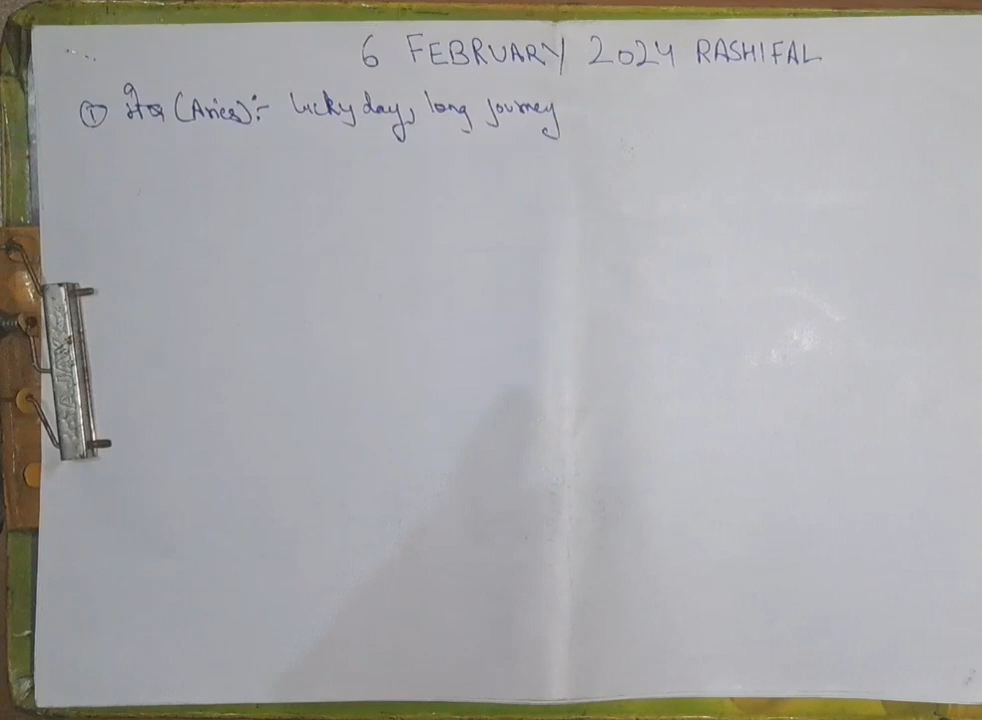 6 FEBRUARY 2024 RASHIFAL
① मेष (Aries):- lucky day, long journey